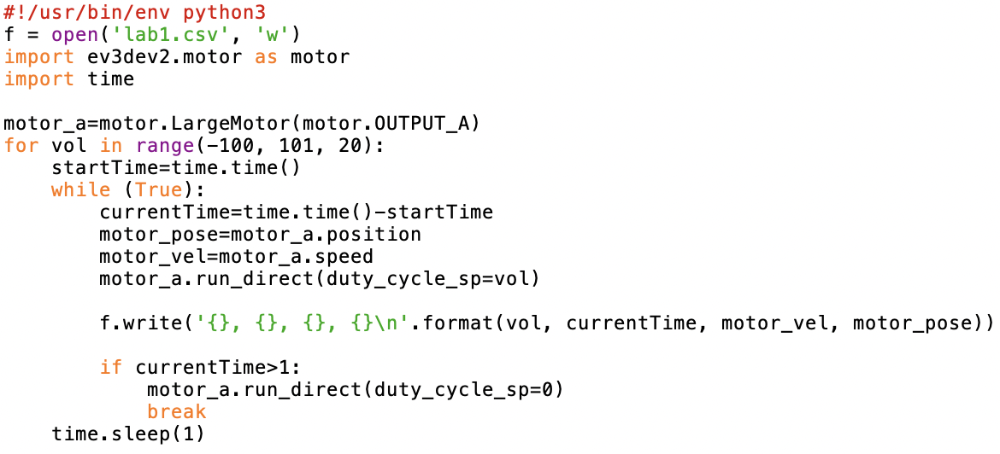 #!/usr/bin/env python3
f = open('lab1.csv', 'w')
import ev3dev2.motor as motor
import time

motor_a=motor.LargeMotor(motor.OUTPUT_A)
for vol in range(-100, 101, 20):
    startTime=time.time()
    while (True):
        currentTime=time.time()-startTime
        motor_pose=motor_a.position
        motor_vel=motor_a.speed
        motor_a.run_direct(duty_cycle_sp=vol)

        f.write('{}, {}, {}, {}\n'.format(vol, currentTime, motor_vel, motor_pose))

        if currentTime>1:
            motor_a.run_direct(duty_cycle_sp=0)
            break
    time.sleep(1)